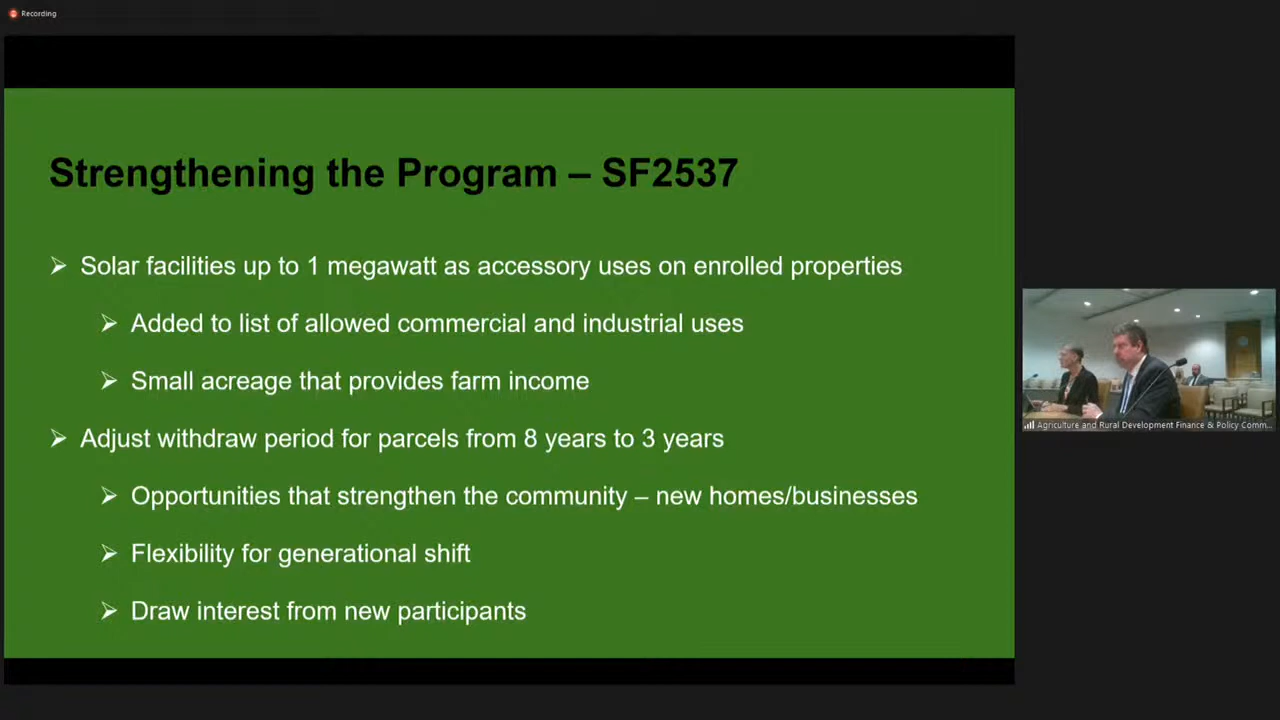 Recording
Strengthening the Program – SF2537
➢ Solar facilities up to 1 megawatt as accessory uses on enrolled properties
➢ Added to list of allowed commercial and industrial uses
➢ Small acreage that provides farm income
➢ Adjust withdraw period for parcels from 8 years to 3 years
➢ Opportunities that strengthen the community – new homes/businesses
➢ Flexibility for generational shift
➢ Draw interest from new participants
Agriculture and Rural Development Finance & Policy Comm...